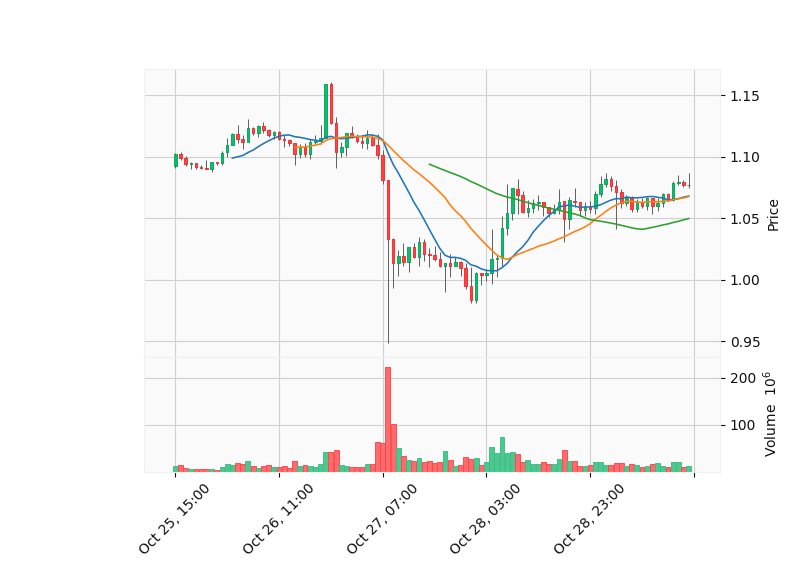 1.15
1.10
1.05
1.00
0.95
Price
200
100
Volume 10^6
Oct 25, 15:00
Oct 26, 11:00
Oct 27, 07:00
Oct 28, 03:00
Oct 28, 23:00